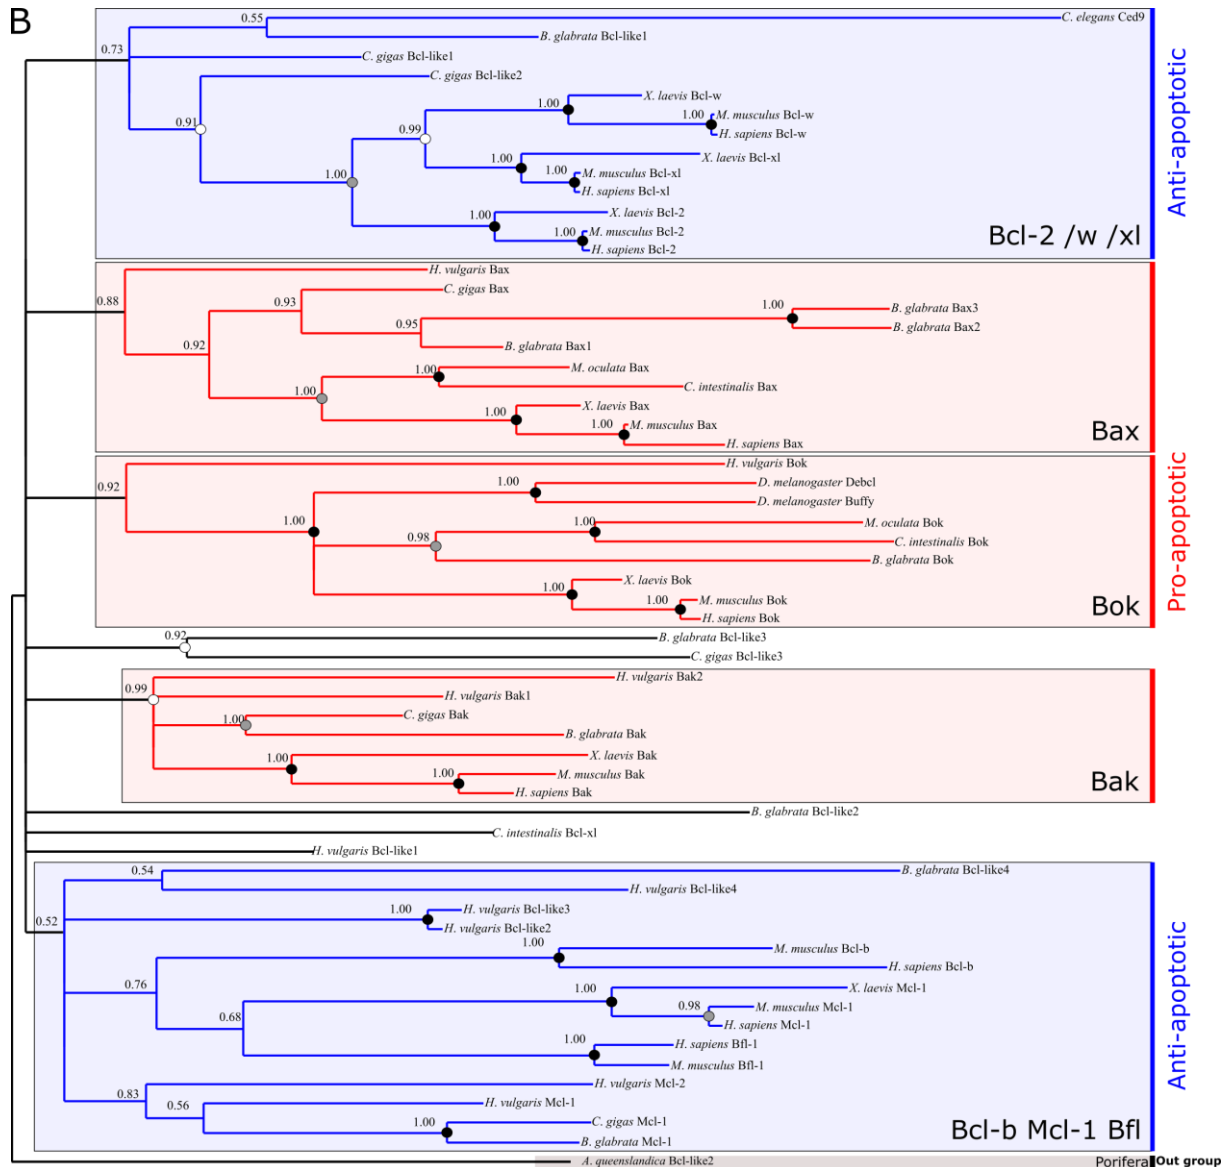 B
0.55
C. elegans Ced9
B. glabrata Bcl-like1
0.73
C. gigas Bcl-like1
C. gigas Bcl-like2
0.91
1.00
X. laevis Bcl-w
1.00
M. musculus Bcl-w
H. sapiens Bcl-w
0.99
1.00
X. laevis Bcl-xl
1.00
M. musculus Bcl-xl
H. sapiens Bcl-xl
1.00
1.00
X. laevis Bcl-2
1.00
M. musculus Bcl-2
H. sapiens Bcl-2
Bcl-2 /w /xl
Anti-apoptotic
H. vulgaris Bax
0.88
C. gigas Bax
0.93
1.00
B. glabrata Bax3
B. glabrata Bax2
0.95
B. glabrata Bax1
0.92
M. oculata Bax
1.00
C. intestinalis Bax
1.00
X. laevis Bax
1.00
M. musculus Bax
H. sapiens Bax
1.00
Bax
H. vulgaris Bok
0.92
1.00
D. melanogaster Debcl
D. melanogaster Buffy
1.00
M. oculata Bok
1.00
C. intestinalis Bok
0.98
B. glabrata Bok
X. laevis Bok
1.00
1.00
M. musculus Bok
H. sapiens Bok
Bok
Pro-apoptotic
0.92
B. glabrata Bcl-like3
C. gigas Bcl-like3
H. vulgaris Bak2
0.99
H. vulgaris Bak1
C. gigas Bak
1.00
B. glabrata Bak
X. laevis Bak
1.00
1.00
M. musculus Bak
H. sapiens Bak
Bak
B. glabrata Bcl-like2
C. intestinalis Bcl-xl
H. vulgaris Bcl-like1
0.54
B. glabrata Bcl-like4
H. vulgaris Bcl-like4
0.52
1.00
H. vulgaris Bcl-like3
H. vulgaris Bcl-like2
1.00
M. musculus Bcl-b
H. sapiens Bcl-b
0.76
1.00
X. laevis Mcl-1
0.98
M. musculus Mcl-1
H. sapiens Mcl-1
0.68
1.00
H. sapiens Bfl-1
M. musculus Bfl-1
0.83
H. vulgaris Mcl-2
0.56
H. vulgaris Mcl-1
1.00
C. gigas Mcl-1
B. glabrata Mcl-1
Bcl-b Mcl-1 Bfl
Anti-apoptotic
A. queenslandica Bcl-like2
Porifera
Out group